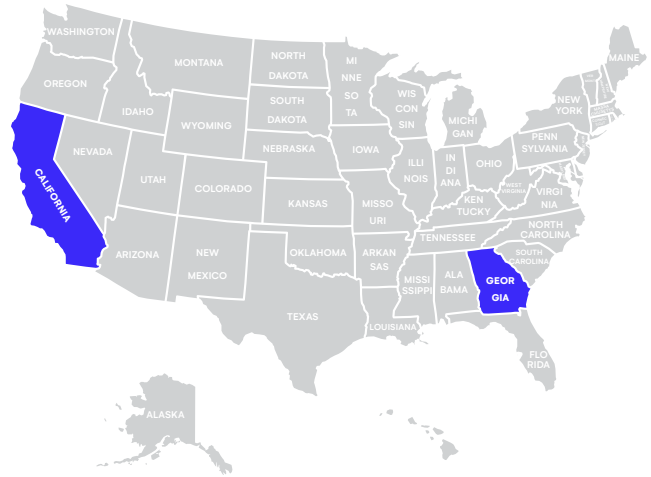 WASHINGTON
OREGON
CALIFORNIA
NEVADA
IDAHO
MONTANA
WYOMING
UTAH
ARIZONA
COLORADO
NEW
MEXICO
NORTH
DAKOTA
SOUTH
DAKOTA
NEBRASKA
KANSAS
OKLAHOMA
TEXAS
MI
NNE
SO
TA
IOWA
MISSO
URI
ARKAN
SAS
LOUISIANA
WIS
CON
SIN
ILLI
NOIS
MICHI
GAN
IN
DI
ANA
OHIO
KEN
TUCKY
TENNESSEE
MISSI
SSIPPI
ALA
BAMA
GEOR
GIA
FLO
RIDA
SOUTH
CAROLINA
NORTH
CAROLINA
VIRGI
NIA
WEST
VIRGINIA
PENN
SYLVANIA
NEW
YORK
MAINE
ALASKA